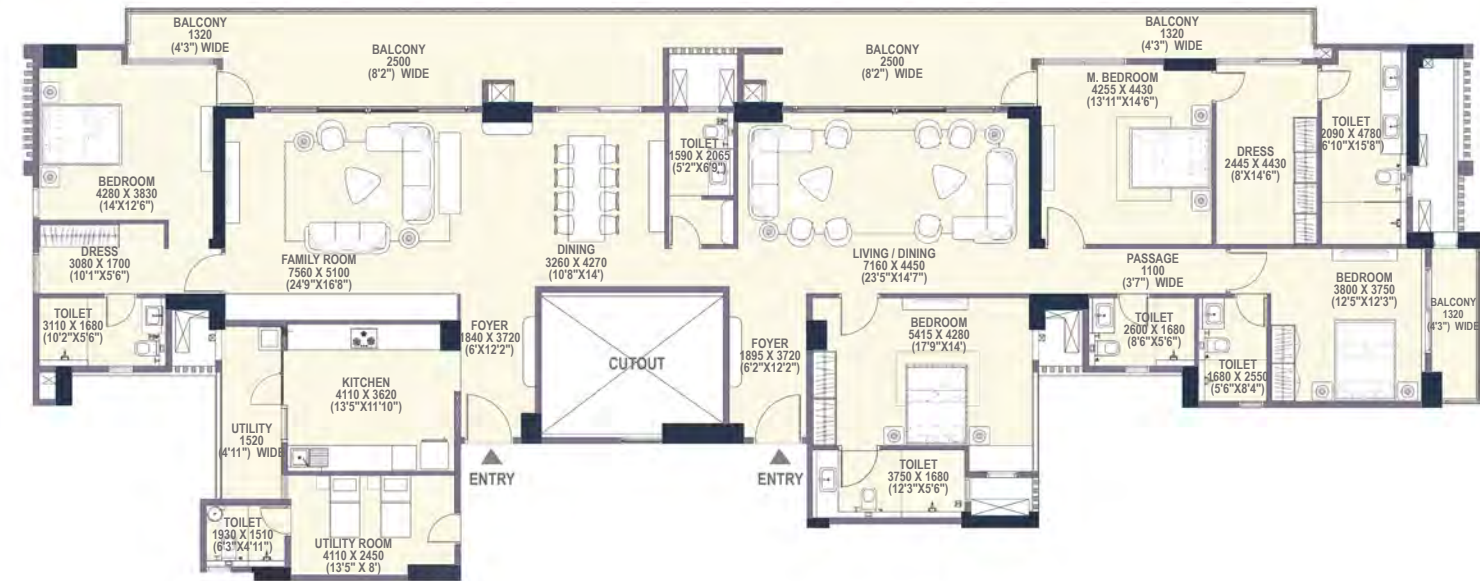 BALCONY
1320
(4'3") WIDE
BALCONY
2500
(8'2") WIDE
BALCONY
2500
(8'2") WIDE
BALCONY
1320
(4'3") WIDE
M. BEDROOM
4255 X 4430
(13'11"X14'6")
TOILET
2090 X 4780
6'10"X15'8")
TOILET
1590 X 2065
(5'2"X6'9")
DRESS
2445 X 4430
(8'X14'6")
BEDROOM
4280 X 3830
(14'X12'6")
DRESS
3080 X 1700
(10'1"X5'6")
FAMILY ROOM
7560 X 5100
(24'9"X16'8")
DINING
3260 X 4270
(10'8"X14')
LIVING / DINING
7160 X 4450
(23'5"X14'7")
PASSAGE
1100
(3'7") WIDE
BEDROOM
3800 X 3750
(12'5"X12'3")
BALCONY
1320
(4'3") WIDE
TOILET
3110 X 1680
(10'2"X5'6")
FOYER
1840 X 3720
(6'X12'2")
CUTOUT
FOYER
1895 X 3720
(6'2"X12'2")
BEDROOM
5415 X 4280
(17'9"X14')
TOILET
2600 X 1680
(8'6"X5'6")
TOILET
1680 X 2550
(5'6"X8'4")
KITCHEN
4110 X 3620
(13'5"X11'10")
UTILITY
1520
(4'11") WIDE
ENTRY
ENTRY
TOILET
3750 X 1680
(12'3"X5'6")
TOILET
1930 X 1510
(6'3"X4'11")
UTILITY ROOM
4110 X 2450
(13'5" X 8')